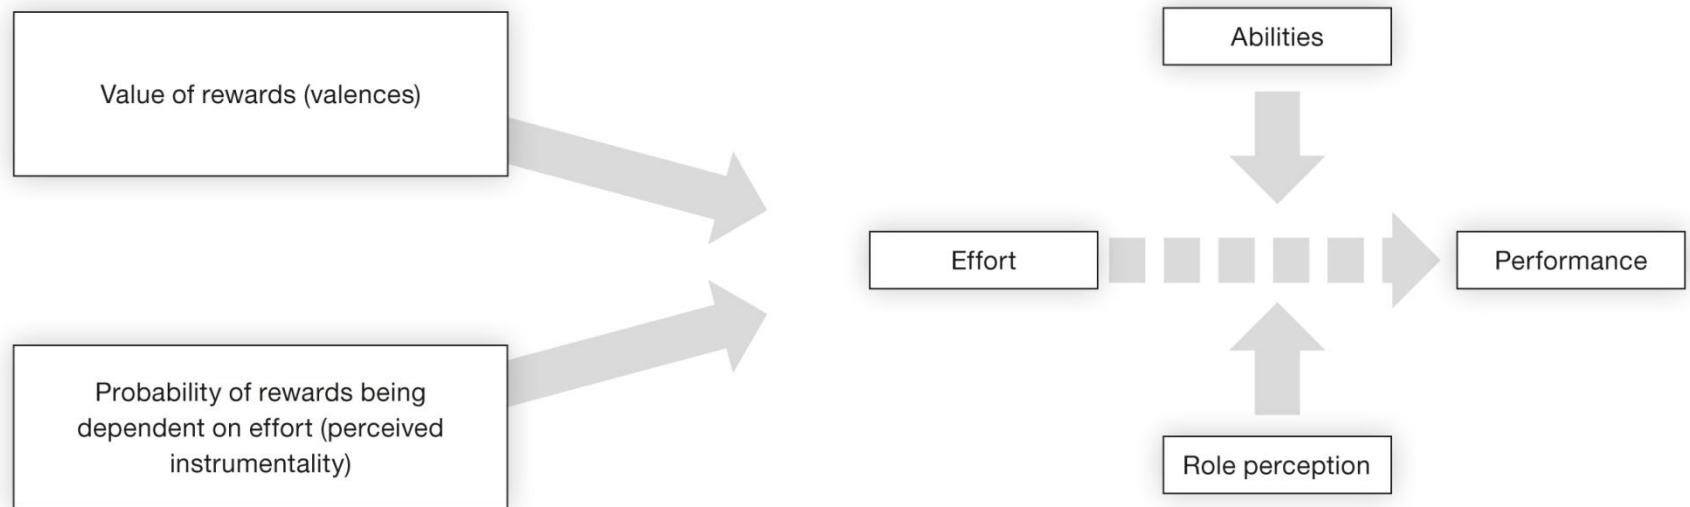 Value of rewards (valences)
Probability of rewards being
dependent on effort (perceived
instrumentality)
Effort
Abilities
Role perception
Performance